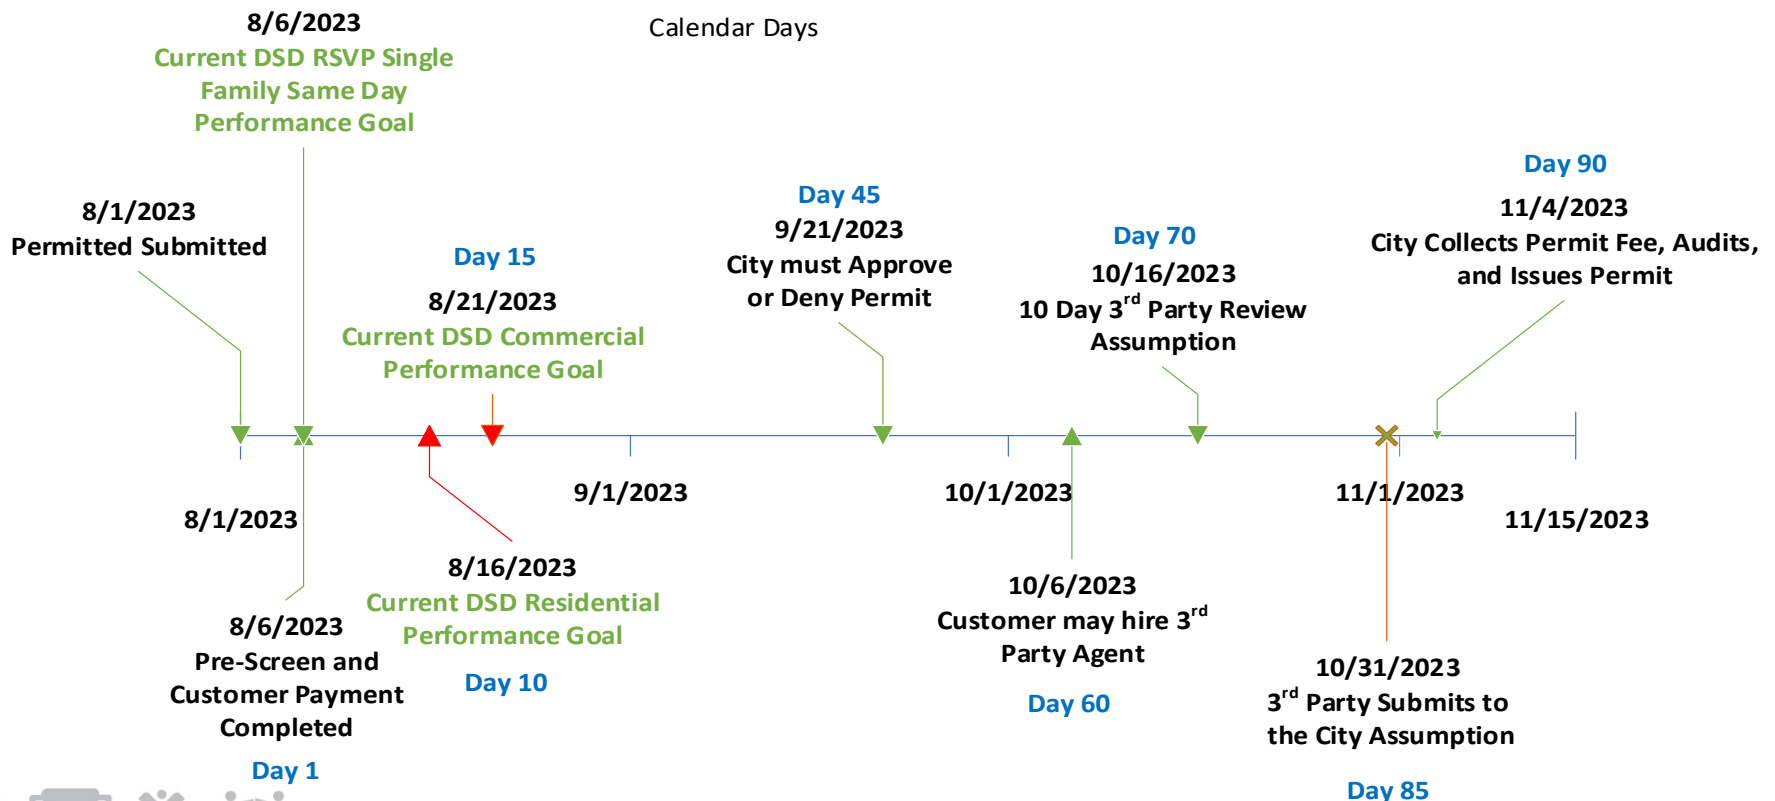 8/6/2023
Current DSD RSVP Single
Family Same Day
Performance Goal
Calendar Days
8/1/2023
Permitted Submitted
Day 15
8/21/2023
Current DSD Commercial
Performance Goal
Day 45
9/21/2023
City must Approve
or Deny Permit
Day 70
10/16/2023
10 Day 3rd Party Review
Assumption
Day 90
11/4/2023
City Collects Permit Fee, Audits,
and Issues Permit
8/1/2023
9/1/2023
10/1/2023
11/1/2023
11/15/2023
8/6/2023
Pre-Screen and
Customer Payment
Completed
Day 1
8/16/2023
Current DSD Residential
Performance Goal
Day 10
10/6/2023
Customer may hire 3rd
Party Agent
Day 60
10/31/2023
3rd Party Submits to
the City Assumption
Day 85